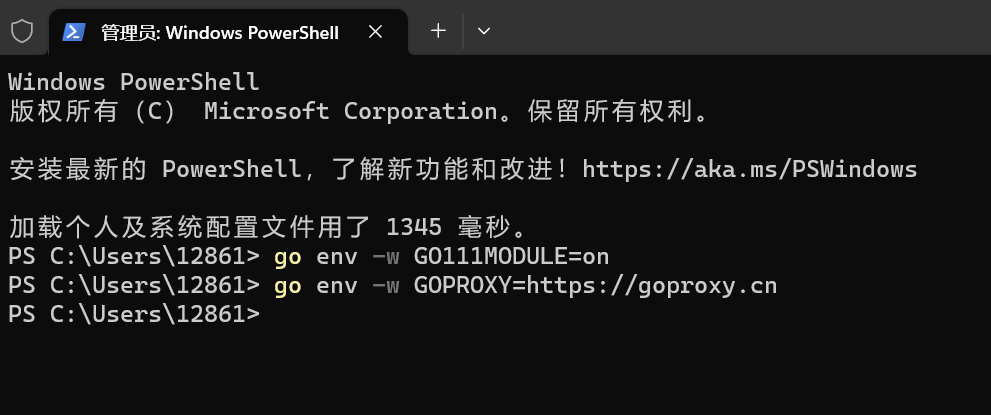 管理员: Windows PowerShell
Windows PowerShell
版权所有（C） Microsoft Corporation。保留所有权利。
安装最新的 PowerShell，了解新功能和改进！https://aka.ms/PSWindows
加载个人及系统配置文件用了 1345 毫秒。
PS C:\Users\12861> go env -w GO111MODULE=on
PS C:\Users\12861> go env -w GOPROXY=https://goproxy.cn
PS C:\Users\12861>